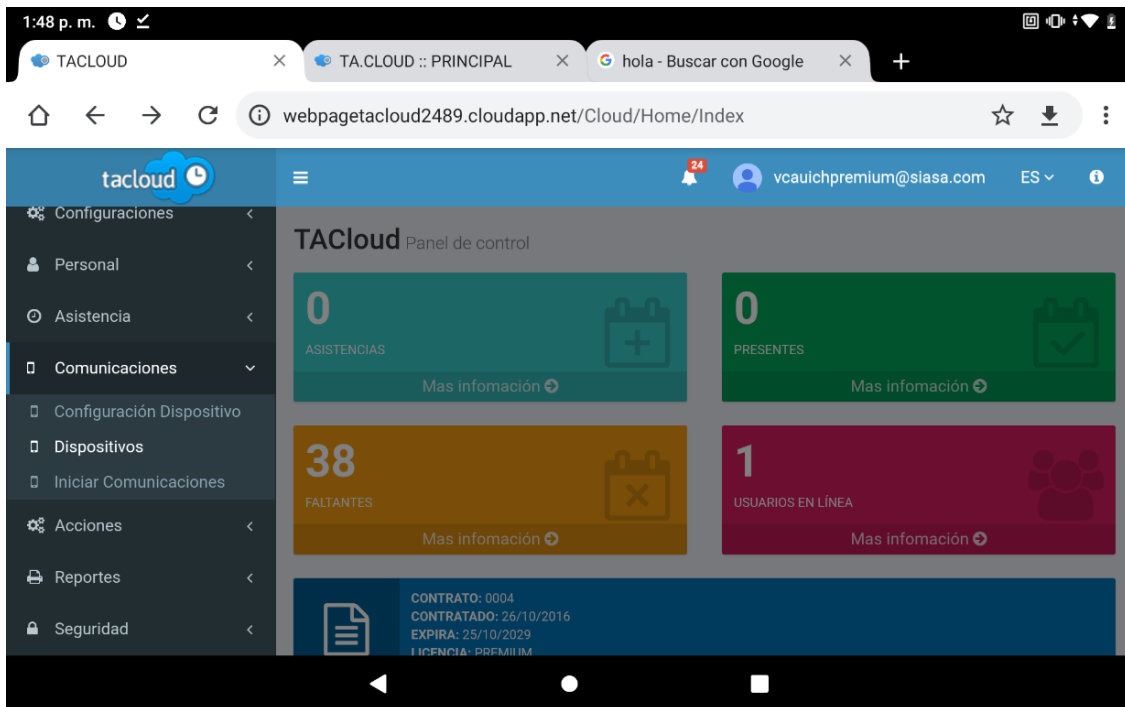 1:48 p. m.
TACLOUD
TA.CLOUD :: PRINCIPAL
hola - Buscar con Google
webpagetacloud2489.cloudapp.net/Cloud/Home/Index
tacloud
24
vcauichpremium@siasa.com
ES
Configuraciones
Personal
Asistencia
Comunicaciones
Configuración Dispositivo
Dispositivos
Iniciar Comunicaciones
Acciones
Reportes
Seguridad
TACloud Panel de control
0
ASISTENCIAS
Mas infomación
0
PRESENTES
Mas infomación
38
FALTANTES
Mas infomación
1
USUARIOS EN LÍNEA
Mas infomación
CONTRATO: 0004
CONTRATADO: 26/10/2016
EXPIRA: 25/10/2029
LICENCIA: PREMIUM